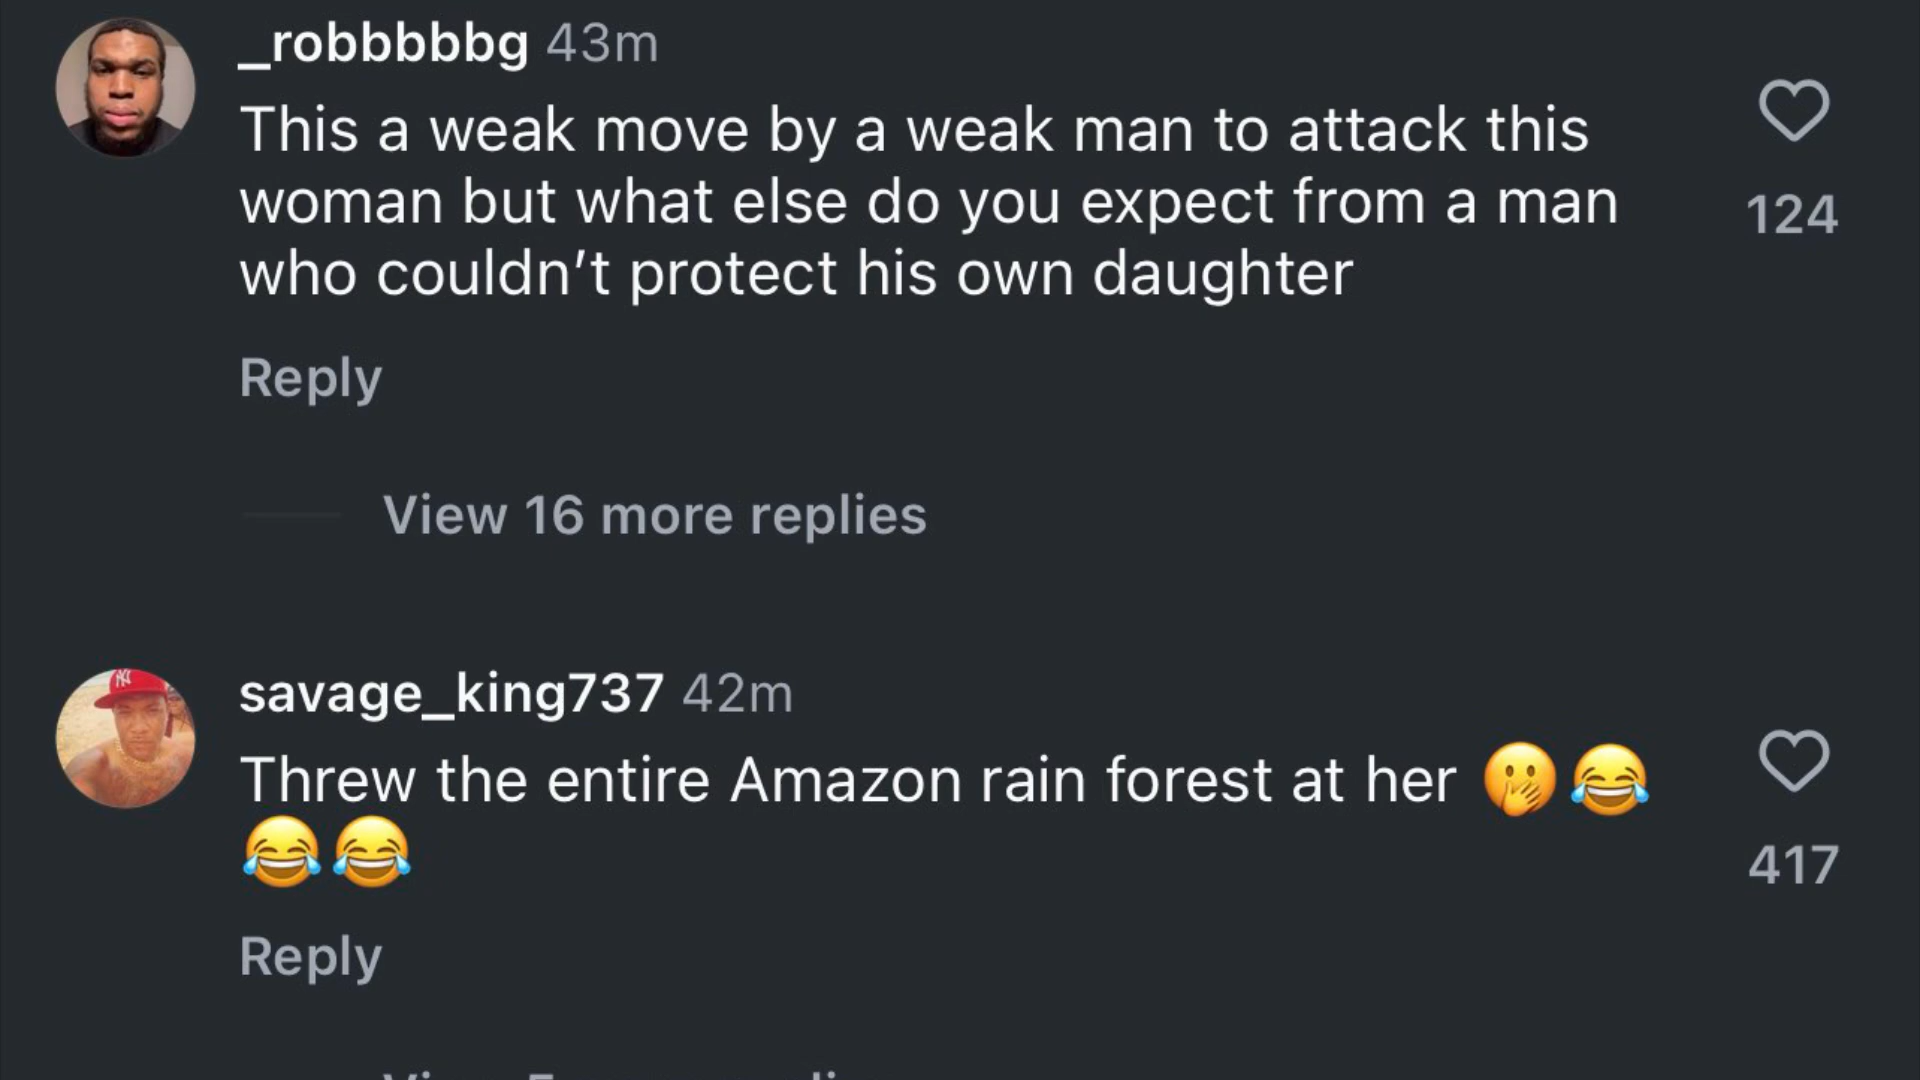 _robbbbbg 43m
This a weak move by a weak man to attack this
woman but what else do you expect from a man
who couldn’t protect his own daughter
124
Reply
View 16 more replies
savage_king737 42m
Threw the entire Amazon rain forest at her 🤭😂
😂😂
417
Reply